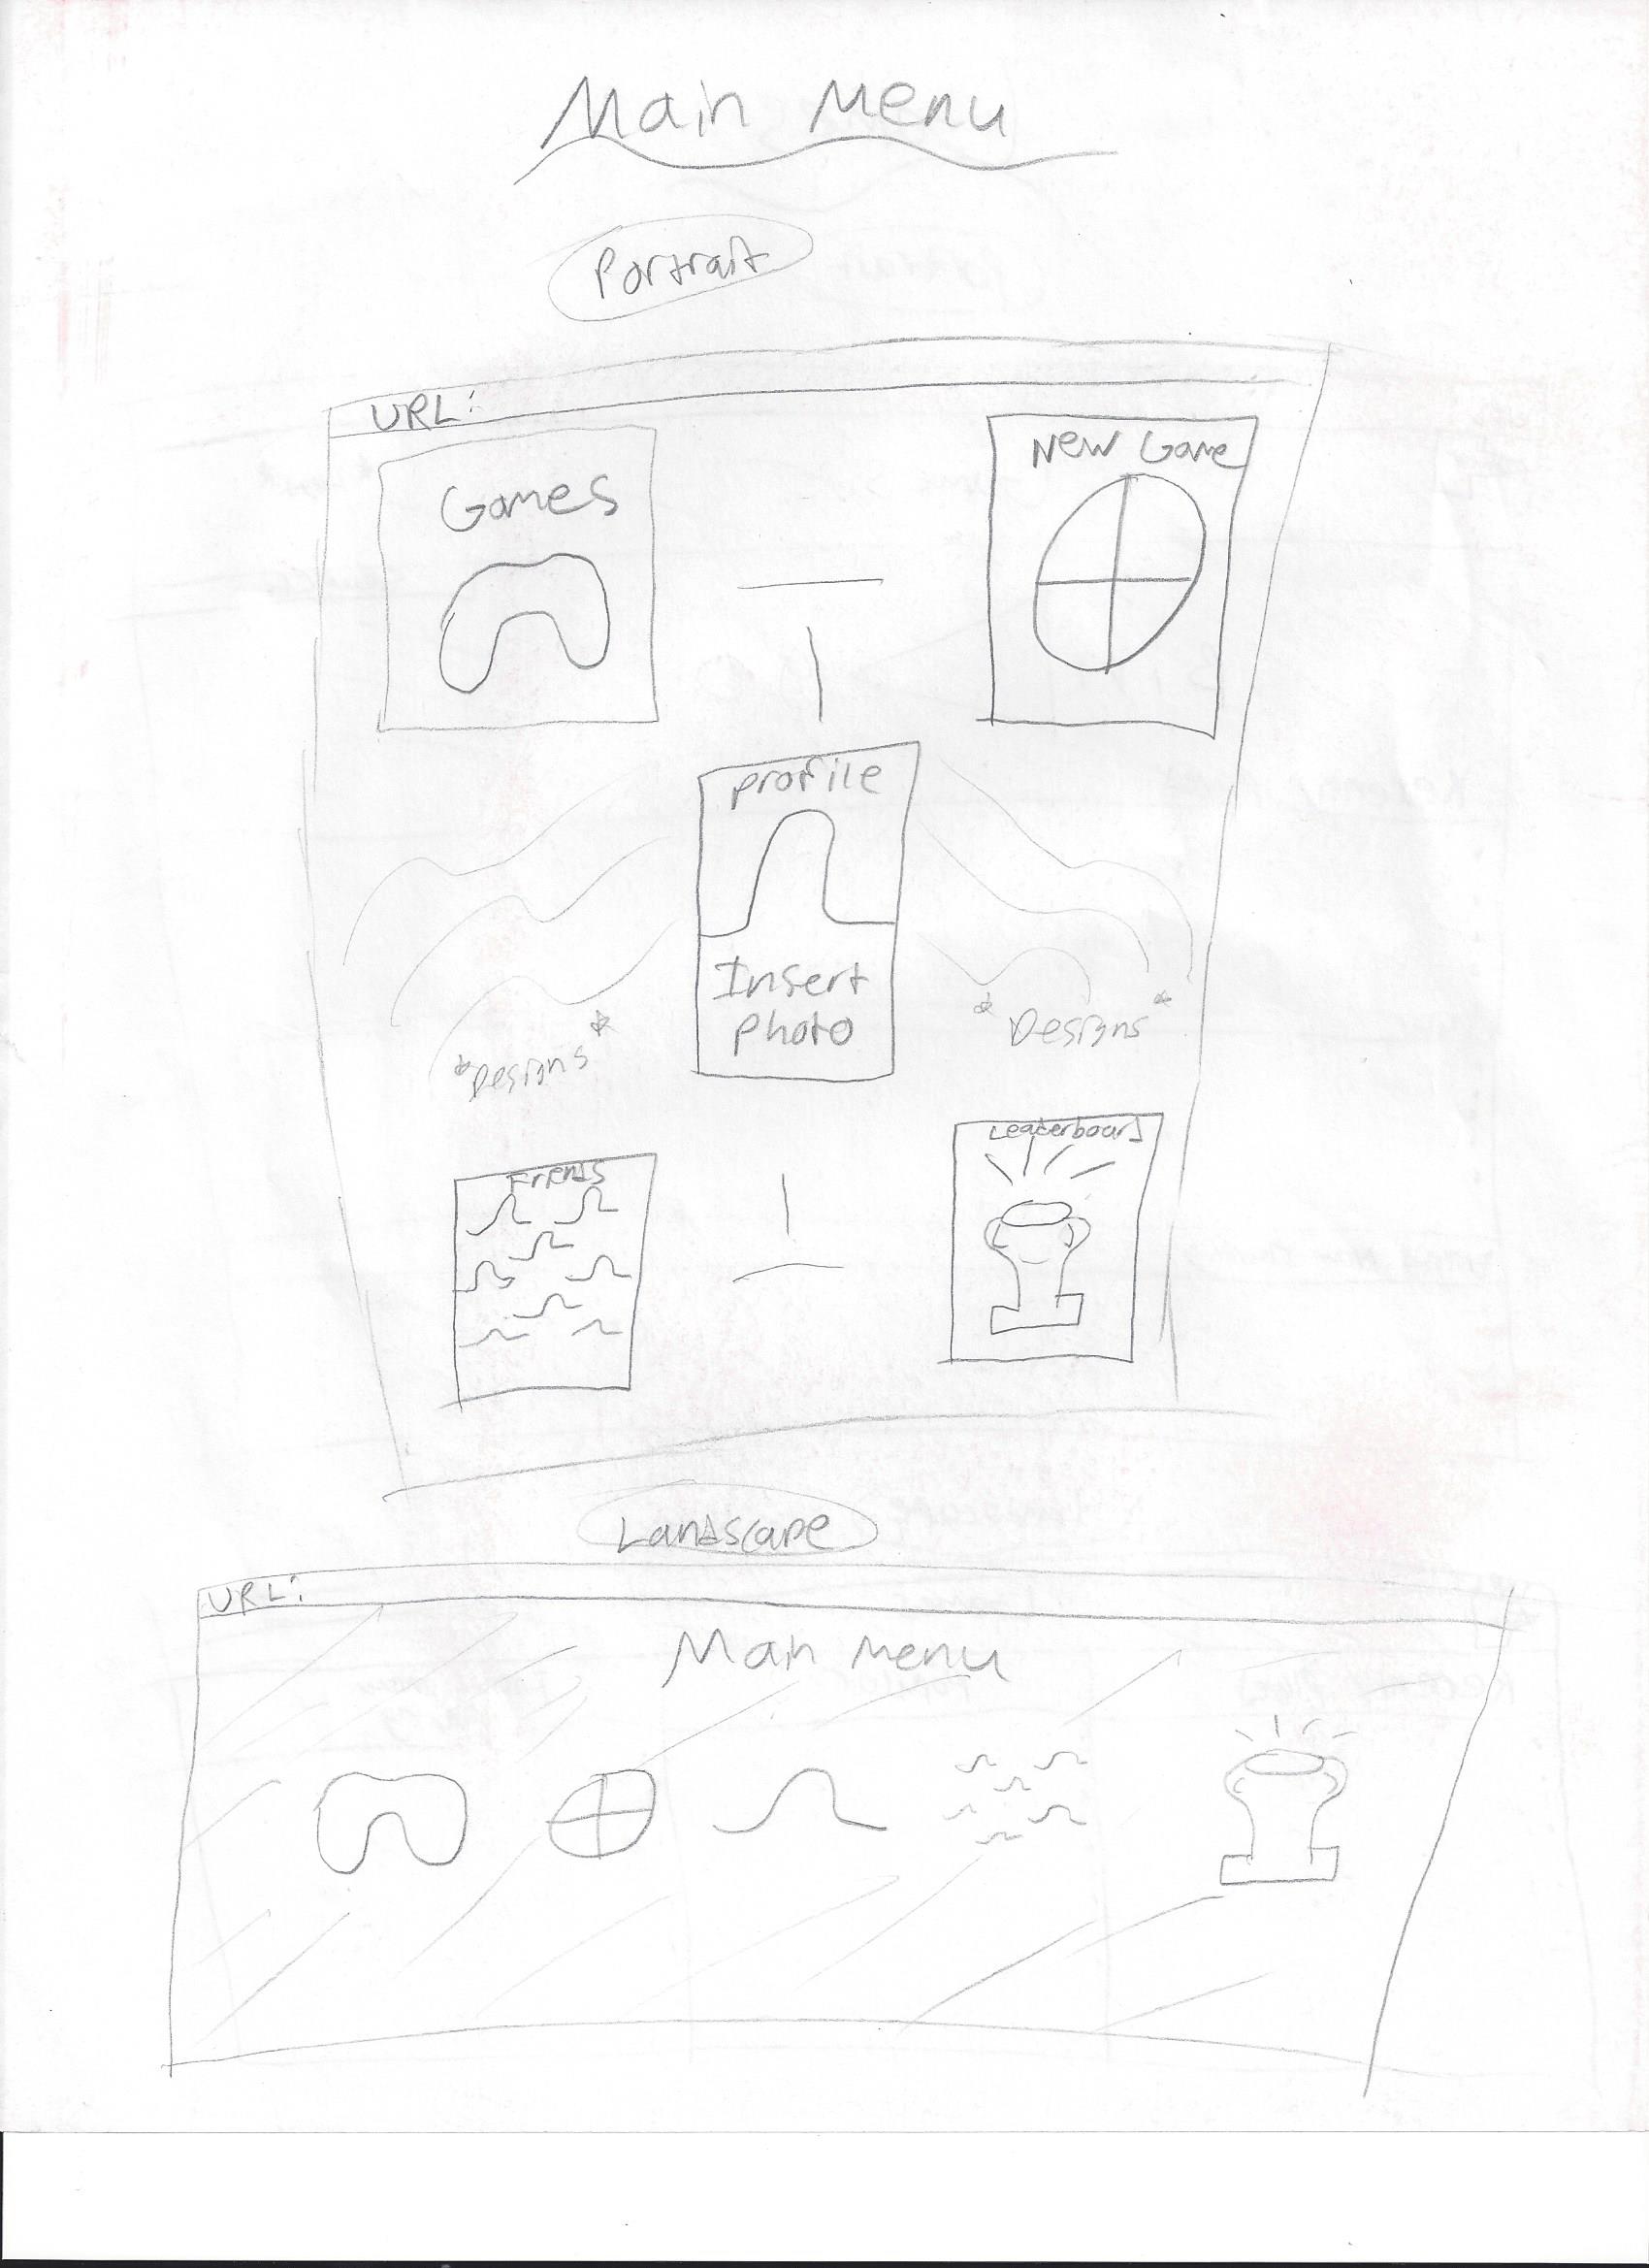 Main Menu
Portrait
URL:
Games
New Game
Profile
Insert
Photo
*Designs*
*Designs*
Friends
Leaderboard
Landscape
URL:
Main Menu